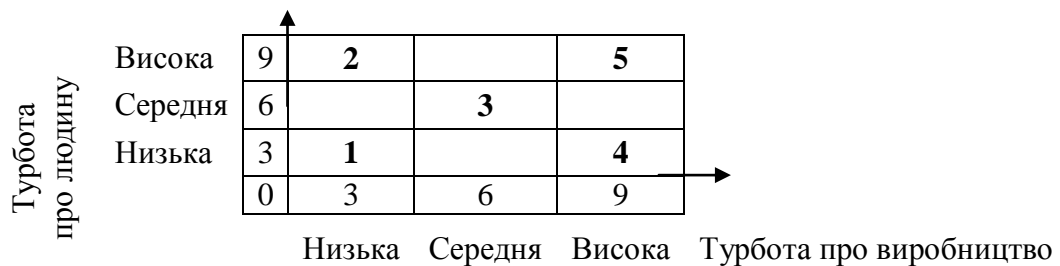 Турбота
про людину
Висока 9 2 5
Середня 6 3
Низька 3 1 4
0 3 6 9
Низька Середня Висока Турбота про виробництво